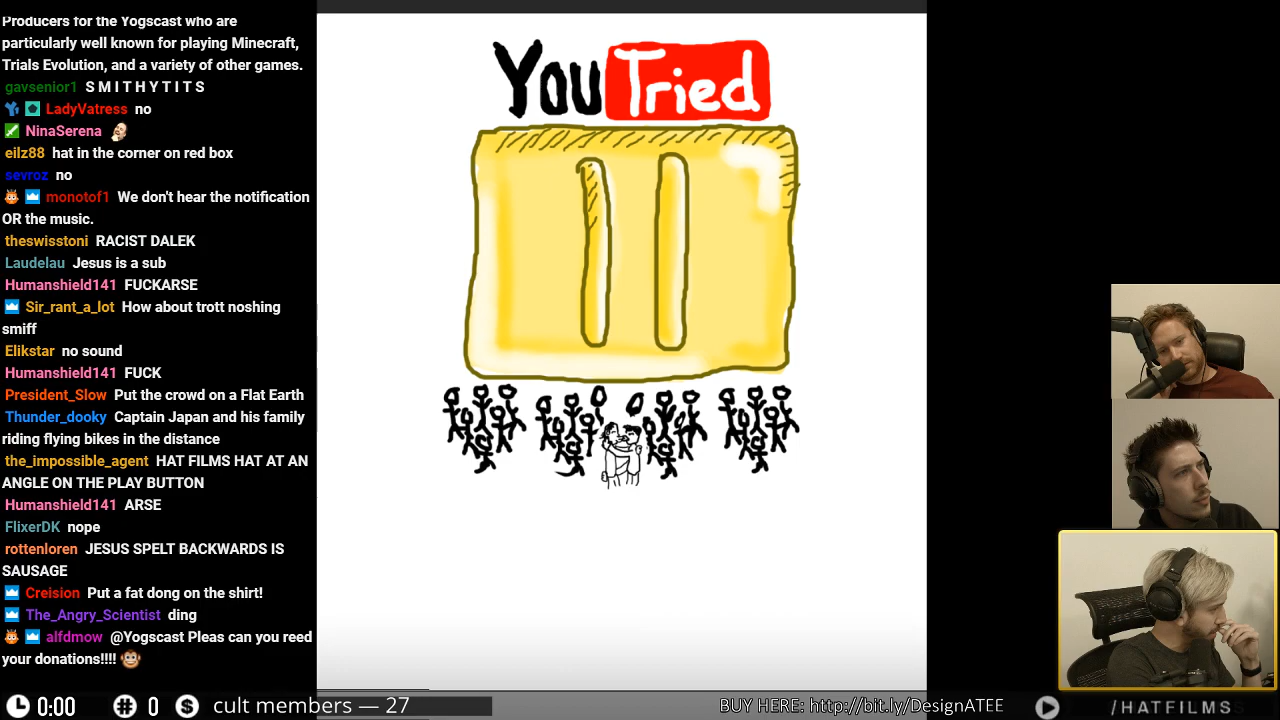 Producers for the Yogscast who are
particularly well known for playing Minecraft,
Trials Evolution, and a variety of other games.
gavsenior1 S M I T H Y T I T S
LadyVatress no
NinaSerena
eilz88 hat in the corner on red box
sevroz no
monotof1 We don't hear the notification
OR the music.
theswisstoni RACIST DALEK
Laudelau Jesus is a sub
Humanshield141 FUCKARSE
Sir_rant_a_lot How about trott noshing
smiff
Elikstar no sound
Humanshield141 FUCK
President_Slow Put the crowd on a Flat Earth
Thunder_dooky Captain Japan and his family
riding flying bikes in the distance
the_impossible_agent HAT FILMS HAT AT AN
ANGLE ON THE PLAY BUTTON
Humanshield141 ARSE
FlixerDK nope
rottenloren JESUS SPELT BACKWARDS IS
SAUSAGE
Creision Put a fat dong on the shirt!
The_Angry_Scientist ding
alfdmow @Yogscast Pleas can you reed
your donations!!!!
You Tried
0:00 # 0 $ cult members — 27
BUY HERE: http://bit.ly/DesignATEE
/HATFILMS